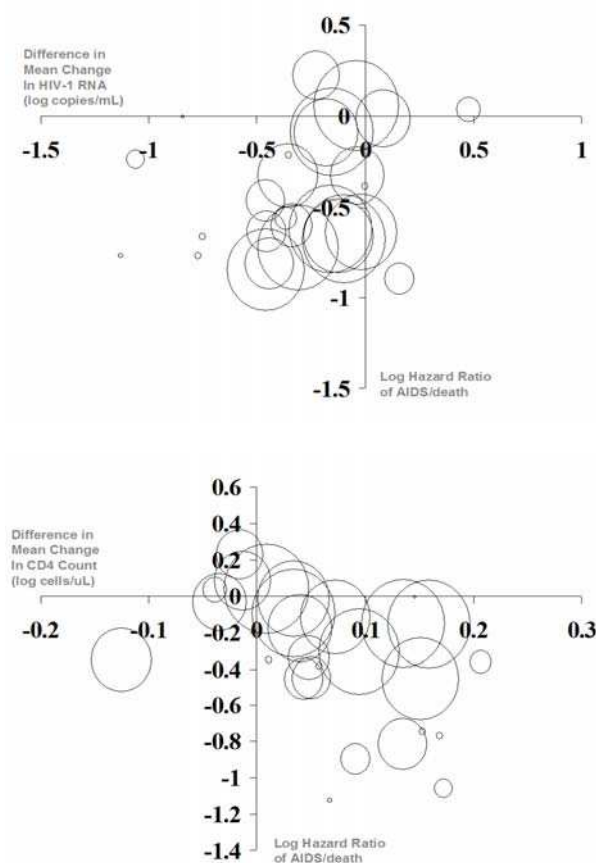 0.5
Difference in
Mean Change
In HIV-1 RNA
(log copies/mL)
0
-1.5 -1 -0.5 0 0.5 1
-0.5
-1
Log Hazard Ratio
-1.5 of AIDS/death
0.6
0.4
Difference in
Mean Change
In CD4 Count
(log cells/uL)
0.2
0
-0.2 -0.1 0 0.1 0.2 0.3
-0.2
-0.4
-0.6
-0.8
-1
-1.2
Log Hazard Ratio
-1.4 of AIDS/death